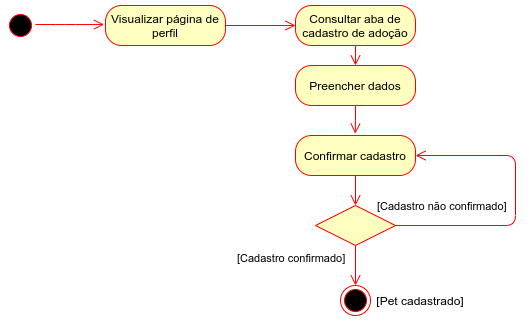 Visualizar página de
perfil
Consultar aba de
cadastro de adoção
Preencher dados
Confirmar cadastro
[Cadastro não confirmado]
[Cadastro confirmado]
[Pet cadastrado]